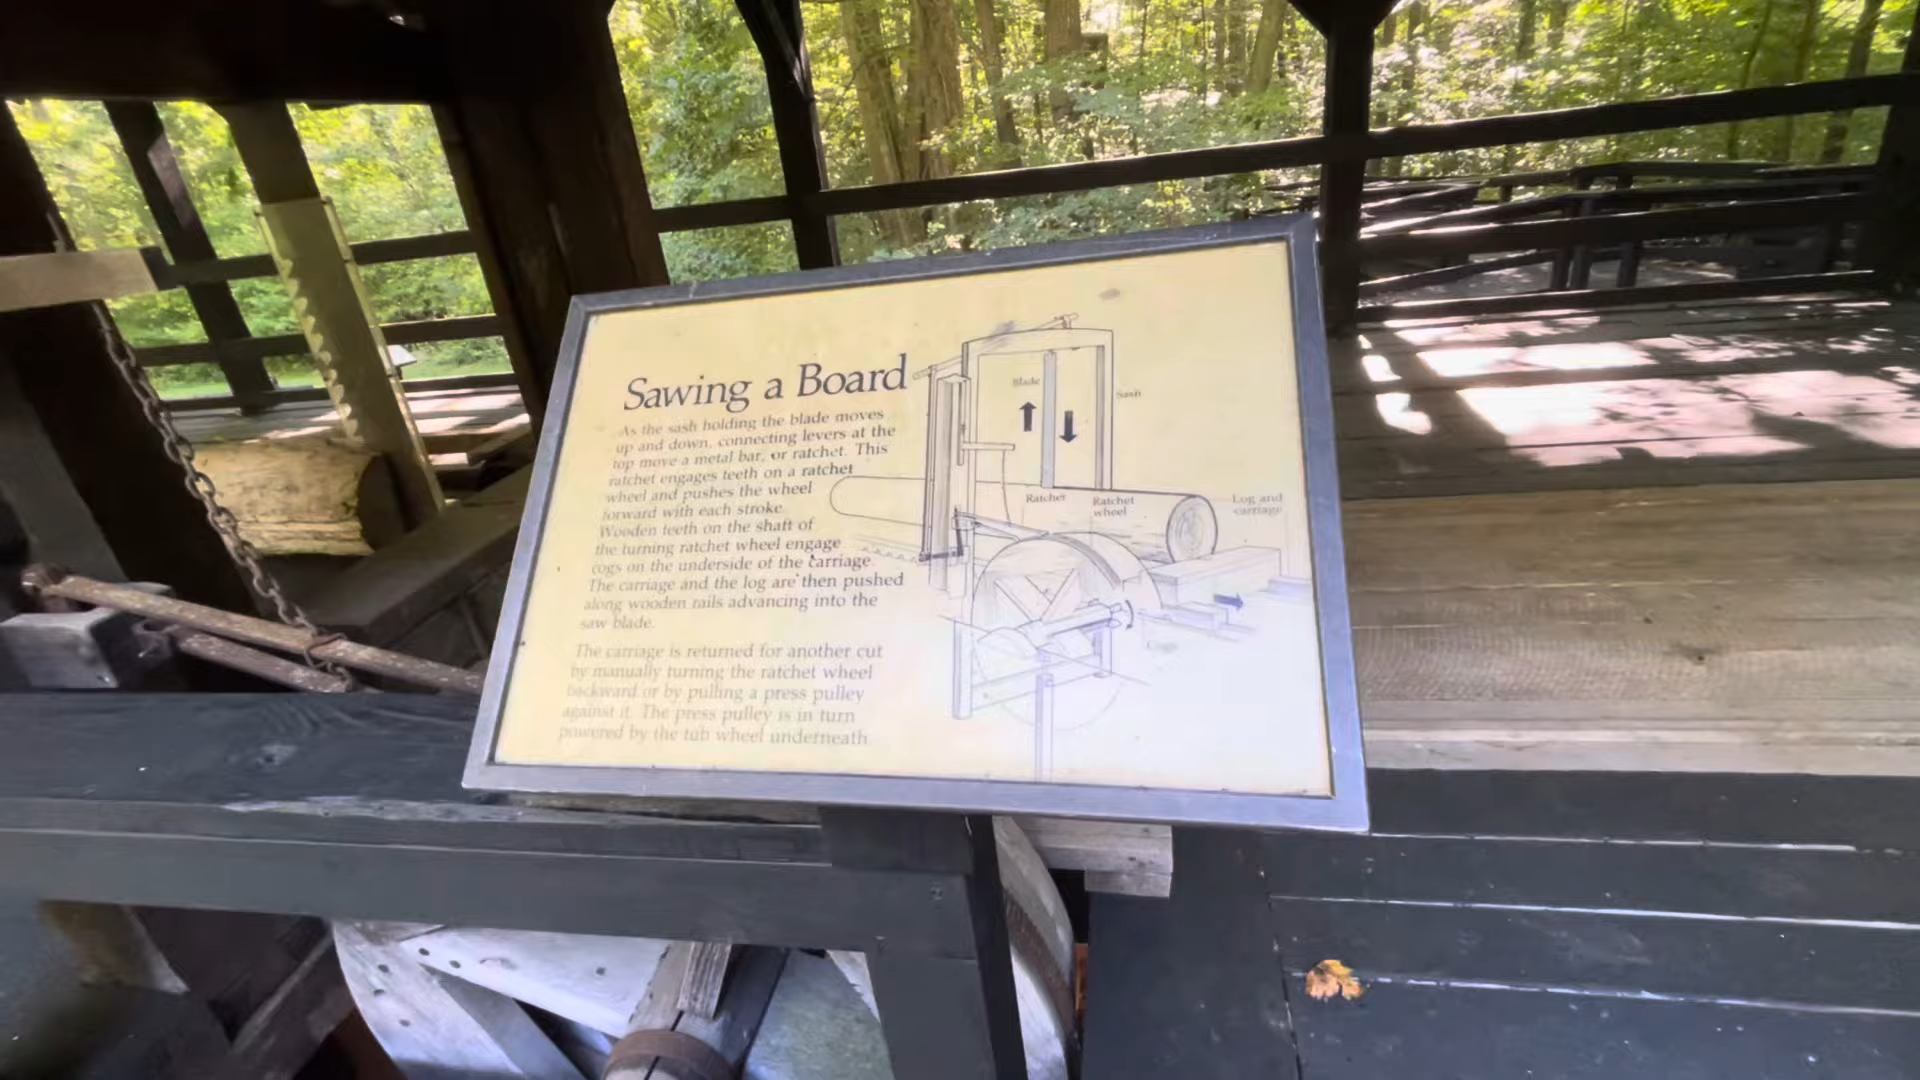 Sawing a Board
As the sash holding the blade moves
up and down, connecting levers at the
top move a metal bar, or ratchet. This
ratchet engages teeth on a ratchet
wheel and pushes the wheel
forward with each stroke.
Wooden teeth on the shaft of
the turning ratchet wheel engage
cogs on the underside of the carriage.
The carriage and the log are then pushed
along wooden rails advancing into the
saw blade.
The carriage is returned for another cut
by manually turning the ratchet wheel
backward or by pulling a press pulley
against it. The press pulley is in turn
powered by the tub wheel underneath.
Blade
Sash
Ratchet
Ratchet
wheel
Log and
carriage
Cogs